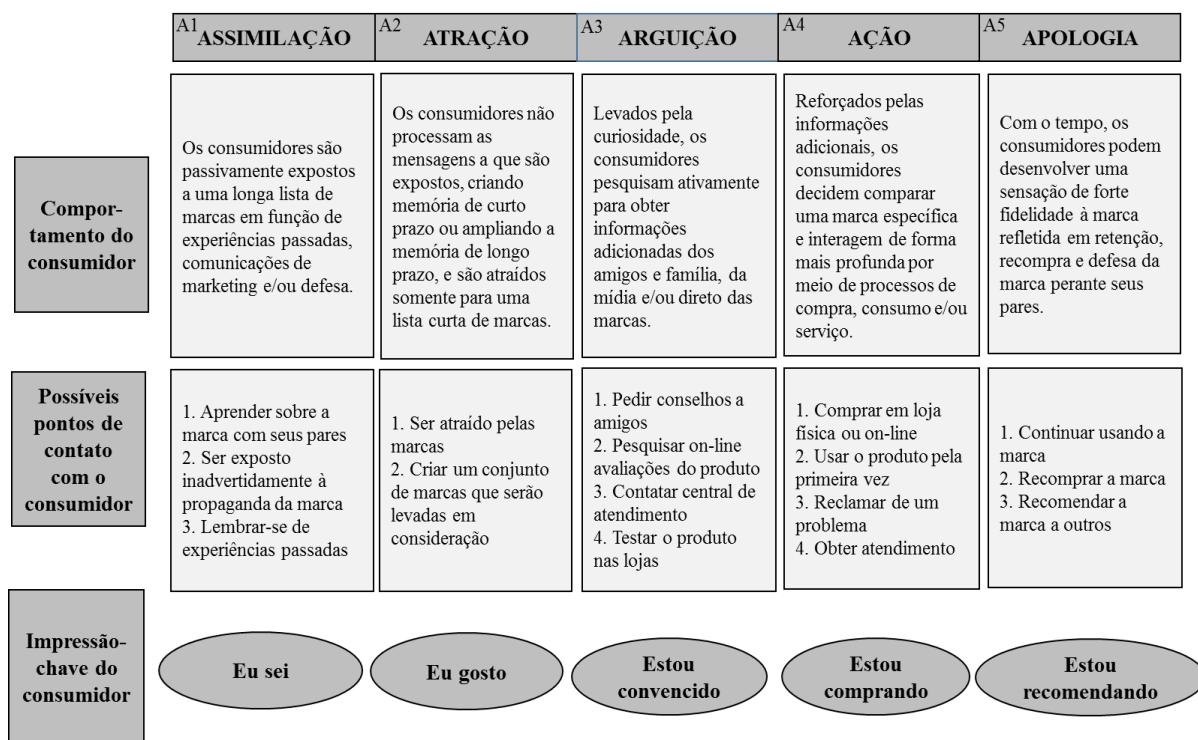 A1 ASSIMILAÇÃO
A2 ATRAÇÃO
A3 ARGUIÇÃO
A4 AÇÃO
A5 APOLOGIA
Compor-
tamento do
consumidor
Os consumidores são
passivamente expostos
a uma longa lista de
marcas em função de
experiências passadas,
comunicações de
marketing e/ou defesa.
Os consumidores não
processam as
mensagens a que são
expostos, criando
memória de curto
prazo ou ampliando a
memória de longo
prazo, e são atraídos
somente para uma
lista curta de marcas.
Levados pela
curiosidade, os
consumidores
pesquisam ativamente
para obter
informações
adicionadas dos
amigos e família, da
mídia e/ou direto das
marcas.
Reforçados pelas
informações
adicionais, os
consumidores
decidem comparar
uma marca específica
e interagem de forma
mais profunda por
meio de processos de
compra, consumo e/ou
serviço.
Com o tempo, os
consumidores podem
desenvolver uma
sensação de forte
fidelidade à marca
refletida em retenção,
recompra e defesa da
marca perante seus
pares.
Possíveis
pontos de
contato
com o
consumidor
1. Aprender sobre a
marca com seus pares
2. Ser exposto
inadvertidamente à
propaganda da marca
3. Lembrar-se de
experiências passadas
1. Ser atraído pelas
marcas
2. Criar um conjunto
de marcas que serão
levadas em
consideração
1. Pedir conselhos a
amigos
2. Pesquisar on-line
avaliações do produto
3. Contatar central de
atendimento
4. Testar o produto
nas lojas
1. Comprar em loja
física ou on-line
2. Usar o produto pela
primeira vez
3. Reclamar de um
problema
4. Obter atendimento
1. Continuar usando a
marca
2. Recomprar a marca
3. Recomendar a
marca a outros
Impressão-
chave do
consumidor
Eu sei
Eu gosto
Estou
convencido
Estou
comprando
Estou
recomendando